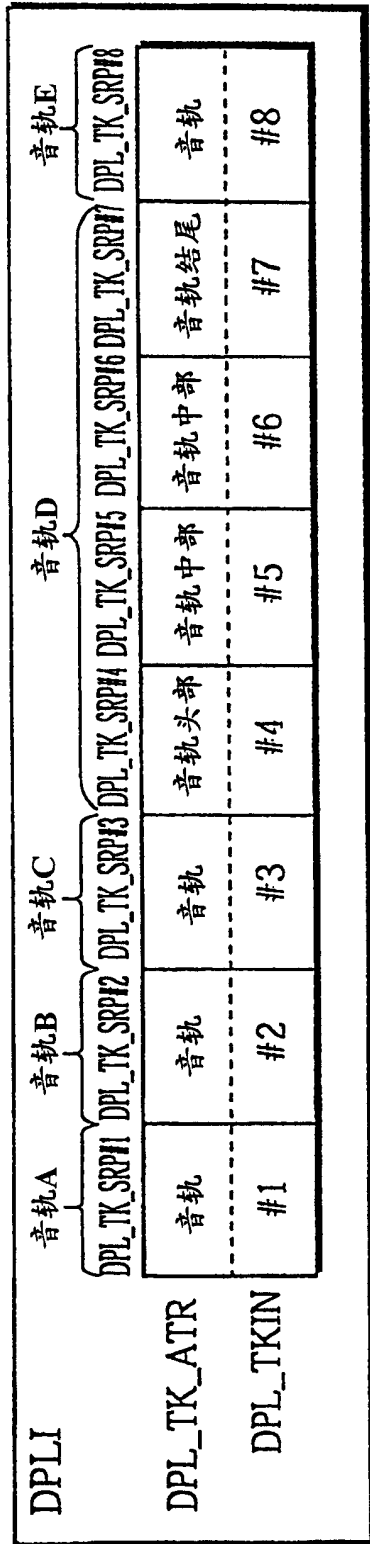 DPLI
音轨A 音轨B 音轨C 音轨D 音轨E
DPL_TK_SRP#1 DPL_TK_SRP#2 DPL_TK_SRP#3 DPL_TK_SRP#4 DPL_TK_SRP#5 DPL_TK_SRP#6 DPL_TK_SRP#7 DPL_TK_SRP#8
DPL_TK_ATR 音轨 音轨 音轨 音轨头部 音轨中部 音轨中部 音轨结尾 音轨
DPL_TKIN #1 #2 #3 #4 #5 #6 #7 #8